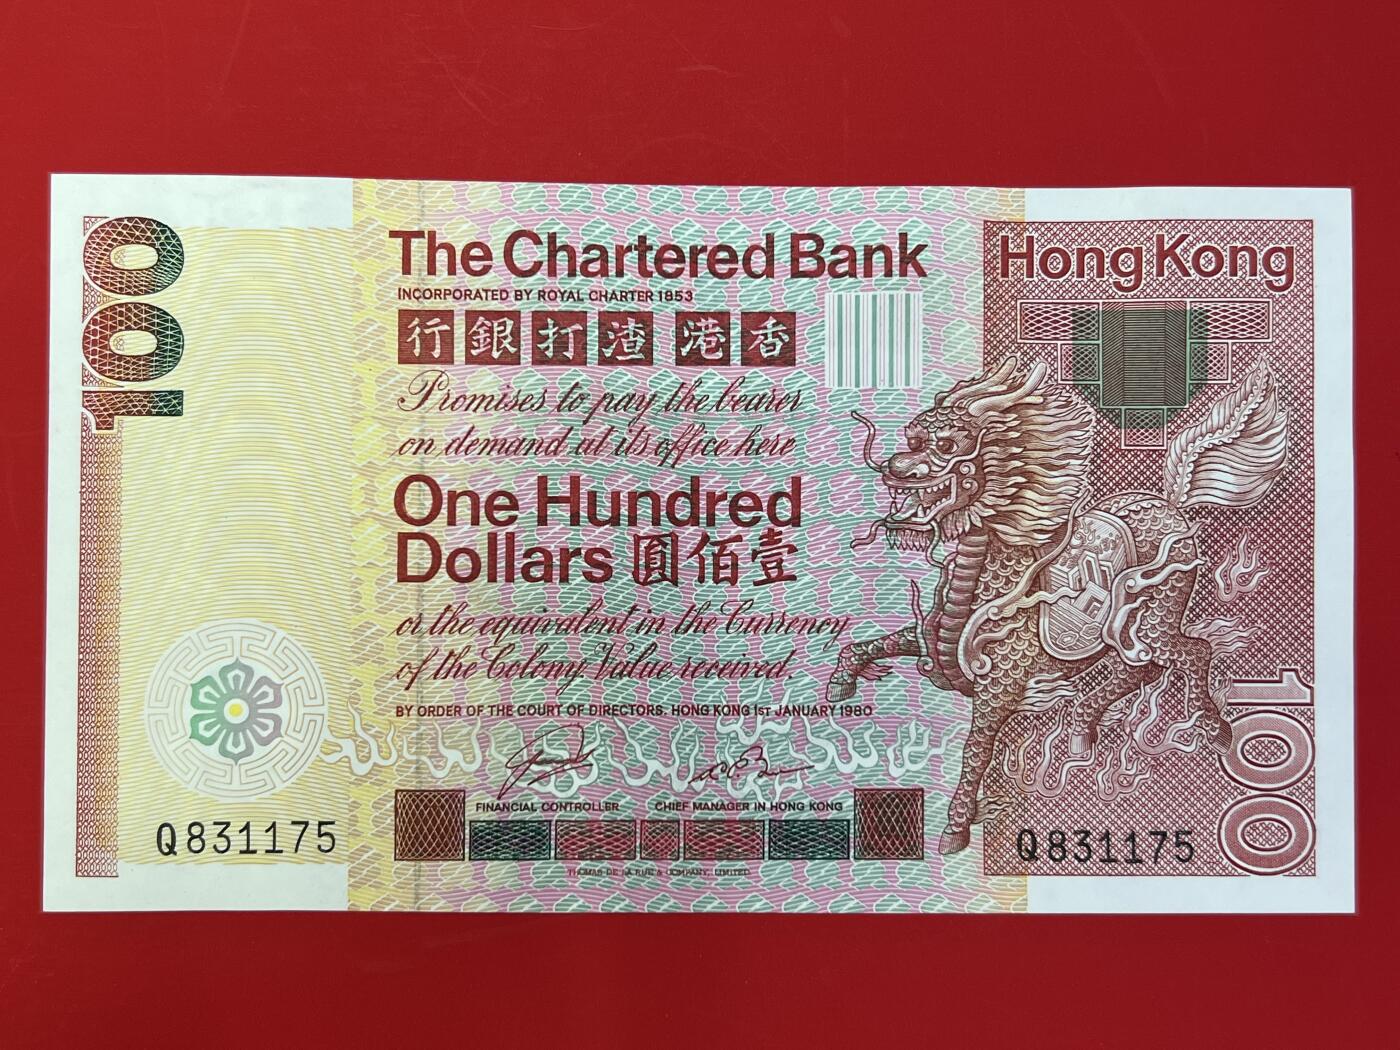 100
The Chartered Bank
INCORPORATED BY ROYAL CHARTER 1853
行銀打渣港香
Promises to pay the bearer
on demand at its office here
One Hundred
Dollars 圓佰壹
or the equivalent in the Currency
of the Colony. Value received.
BY ORDER OF THE COURT OF DIRECTORS. HONG KONG 1ST JANUARY 1980
FINANCIAL CONTROLLER
CHIEF MANAGER IN HONG KONG
THOMAS DE LA RUE & COMPANY, LIMITED.
Q831175
Hong Kong
100
Q831175